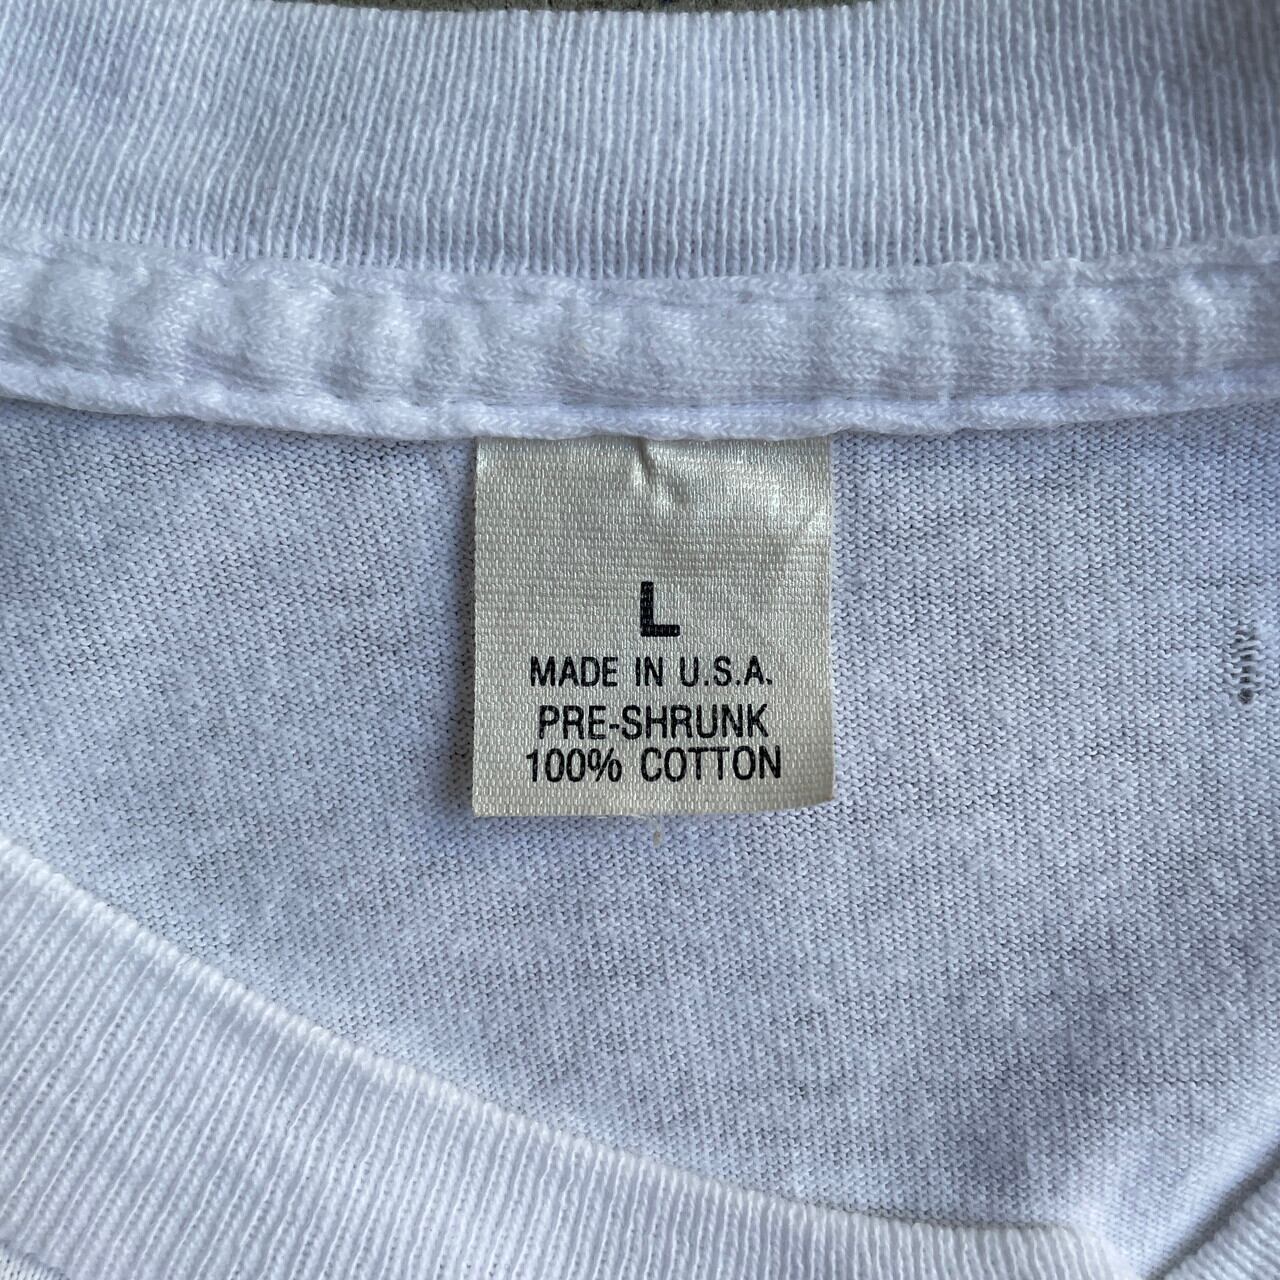 L
MADE IN U.S.A.
PRE-SHRUNK
100% COTTON